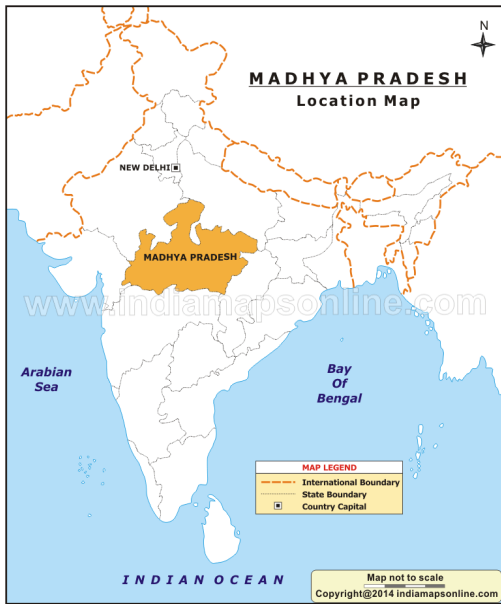 N
MADHYA PRADESH
Location Map
NEW DELHI
MADHYA PRADESH
www.indiamapsonline.com
Arabian
Sea
Bay
Of
Bengal
MAP LEGEND
International Boundary
State Boundary
Country Capital
INDIAN OCEAN
Map not to scale
Copyright@2014 indiamapsonline.com